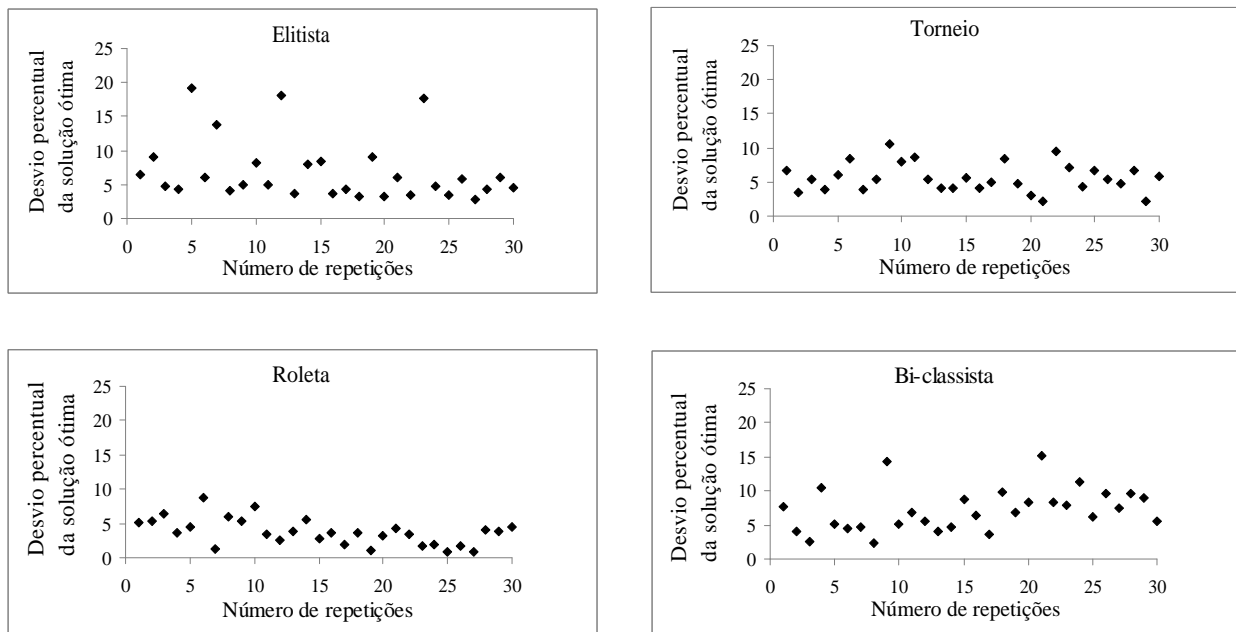 Elitista
Desvio percentual
da solução ótima
25
20
15
10
5
0
0 5 10 15 20 25 30
Número de repetições
Torneio
Desvio percentual
da solução ótima
25
20
15
10
5
0
0 5 10 15 20 25 30
Número de repetições
Roleta
Desvio percentual
da solução ótima
25
20
15
10
5
0
0 5 10 15 20 25 30
Número de repetições
Bi-classista
Desvio percentual
da solução ótima
25
20
15
10
5
0
0 5 10 15 20 25 30
Número de repetições